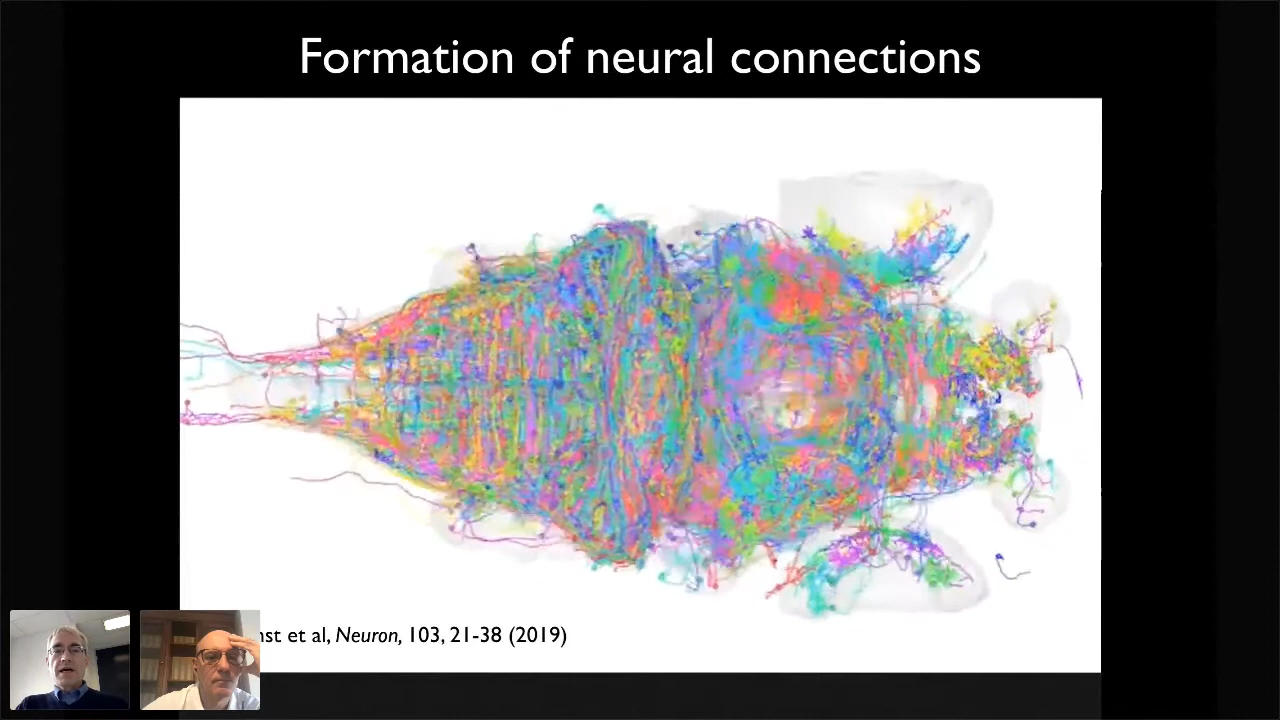 Formation of neural connections
et al, Neuron, 103, 21-38 (2019)